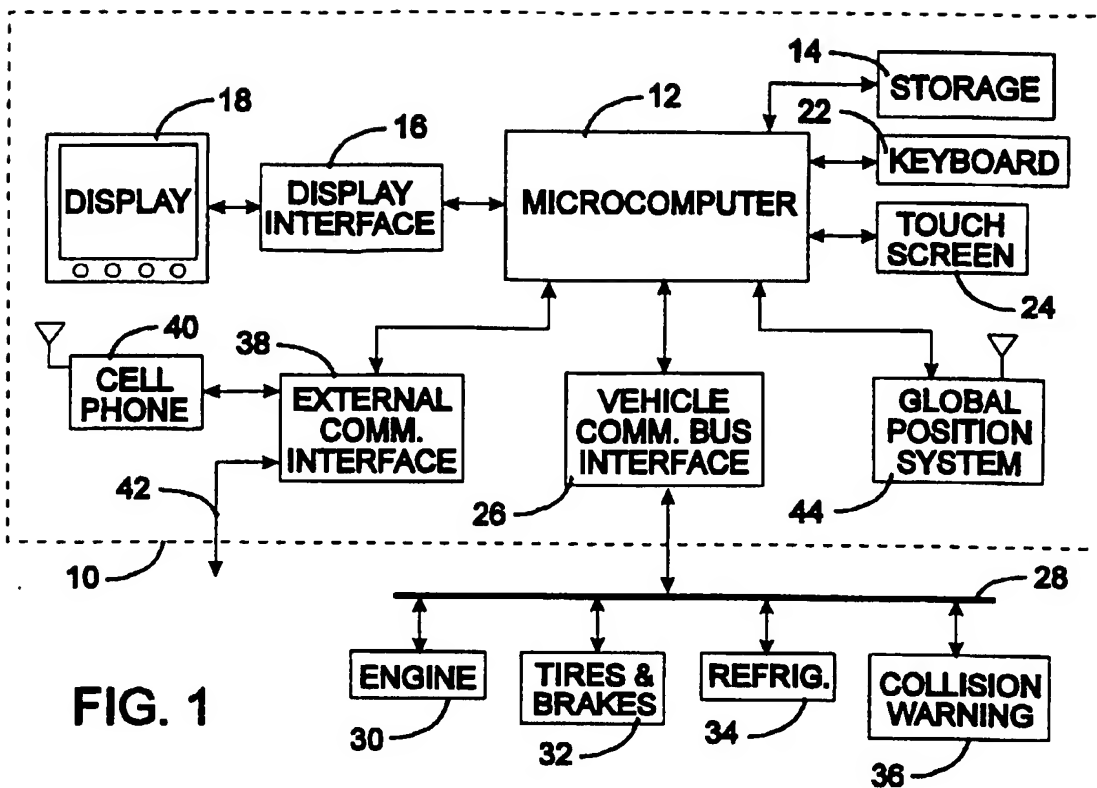 14
STORAGE
18
12
22
KEYBOARD
16
DISPLAY
DISPLAY
INTERFACE
MICROCOMPUTER
TOUCH
SCREEN
24
40
CELL
PHONE
38
EXTERNAL
COMM.
INTERFACE
VEHICLE
COMM. BUS
INTERFACE
GLOBAL
POSITION
SYSTEM
42
26
44
10
28
ENGINE
TIRES &
BRAKES
REFRIG.
COLLISION
WARNING
30
32
34
36
FIG. 1